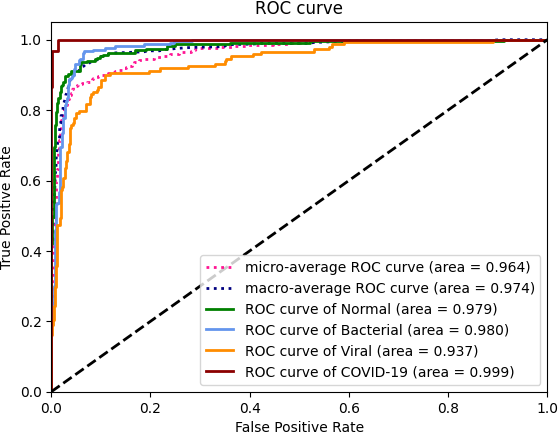 ROC curve
1.0
0.8
0.6
0.4
0.2
0.0
True Positive Rate
micro-average ROC curve (area = 0.964)
macro-average ROC curve (area = 0.974)
ROC curve of Normal (area = 0.979)
ROC curve of Bacterial (area = 0.980)
ROC curve of Viral (area = 0.937)
ROC curve of COVID-19 (area = 0.999)
0.0 0.2 0.4 0.6 0.8 1.0
False Positive Rate